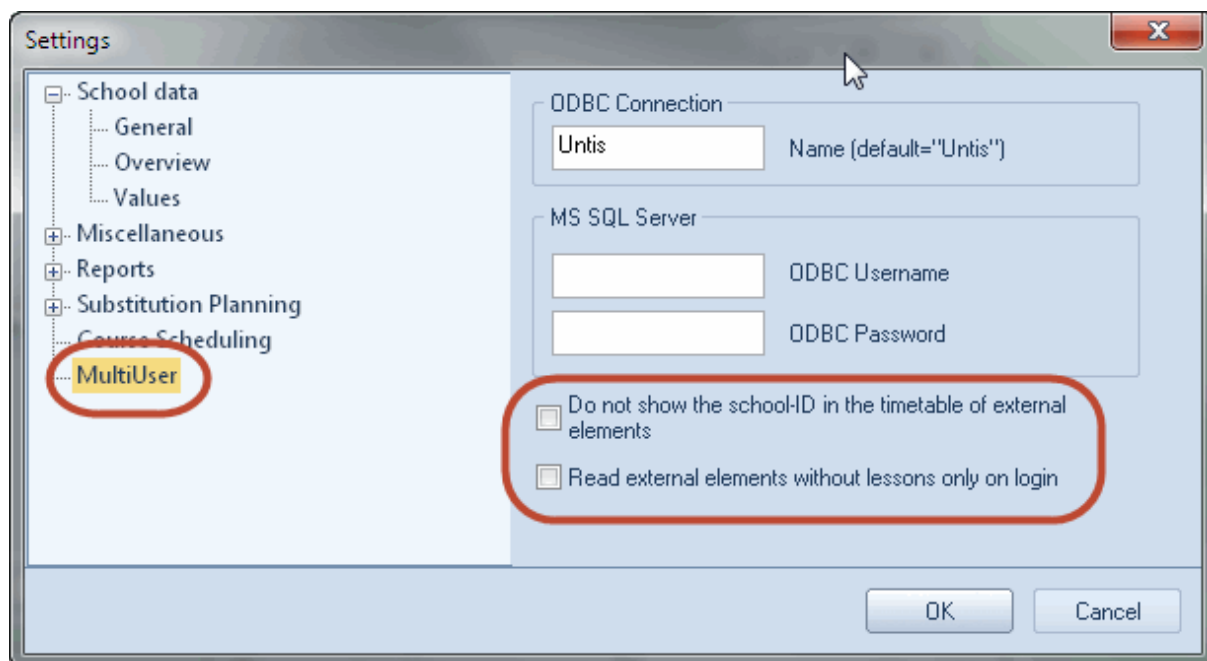 Settings
School data
General
Overview
Values
Miscellaneous
Reports
Substitution Planning
Course Scheduling
MultiUser
ODBC Connection
Untis
Name (default="Untis")
MS SQL Server
ODBC Username
ODBC Password
Do not show the school-ID in the timetable of external
elements
Read external elements without lessons only on login
OK
Cancel